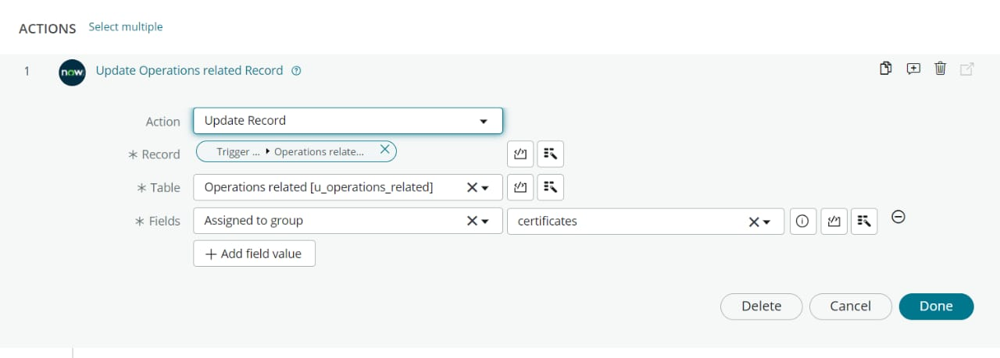 ACTIONS Select multiple
1 now Update Operations related Record
Action Update Record
* Record Trigger ... Operations relate...
* Table Operations related [u_operations_related]
* Fields Assigned to group certificates
+ Add field value
Delete Cancel Done